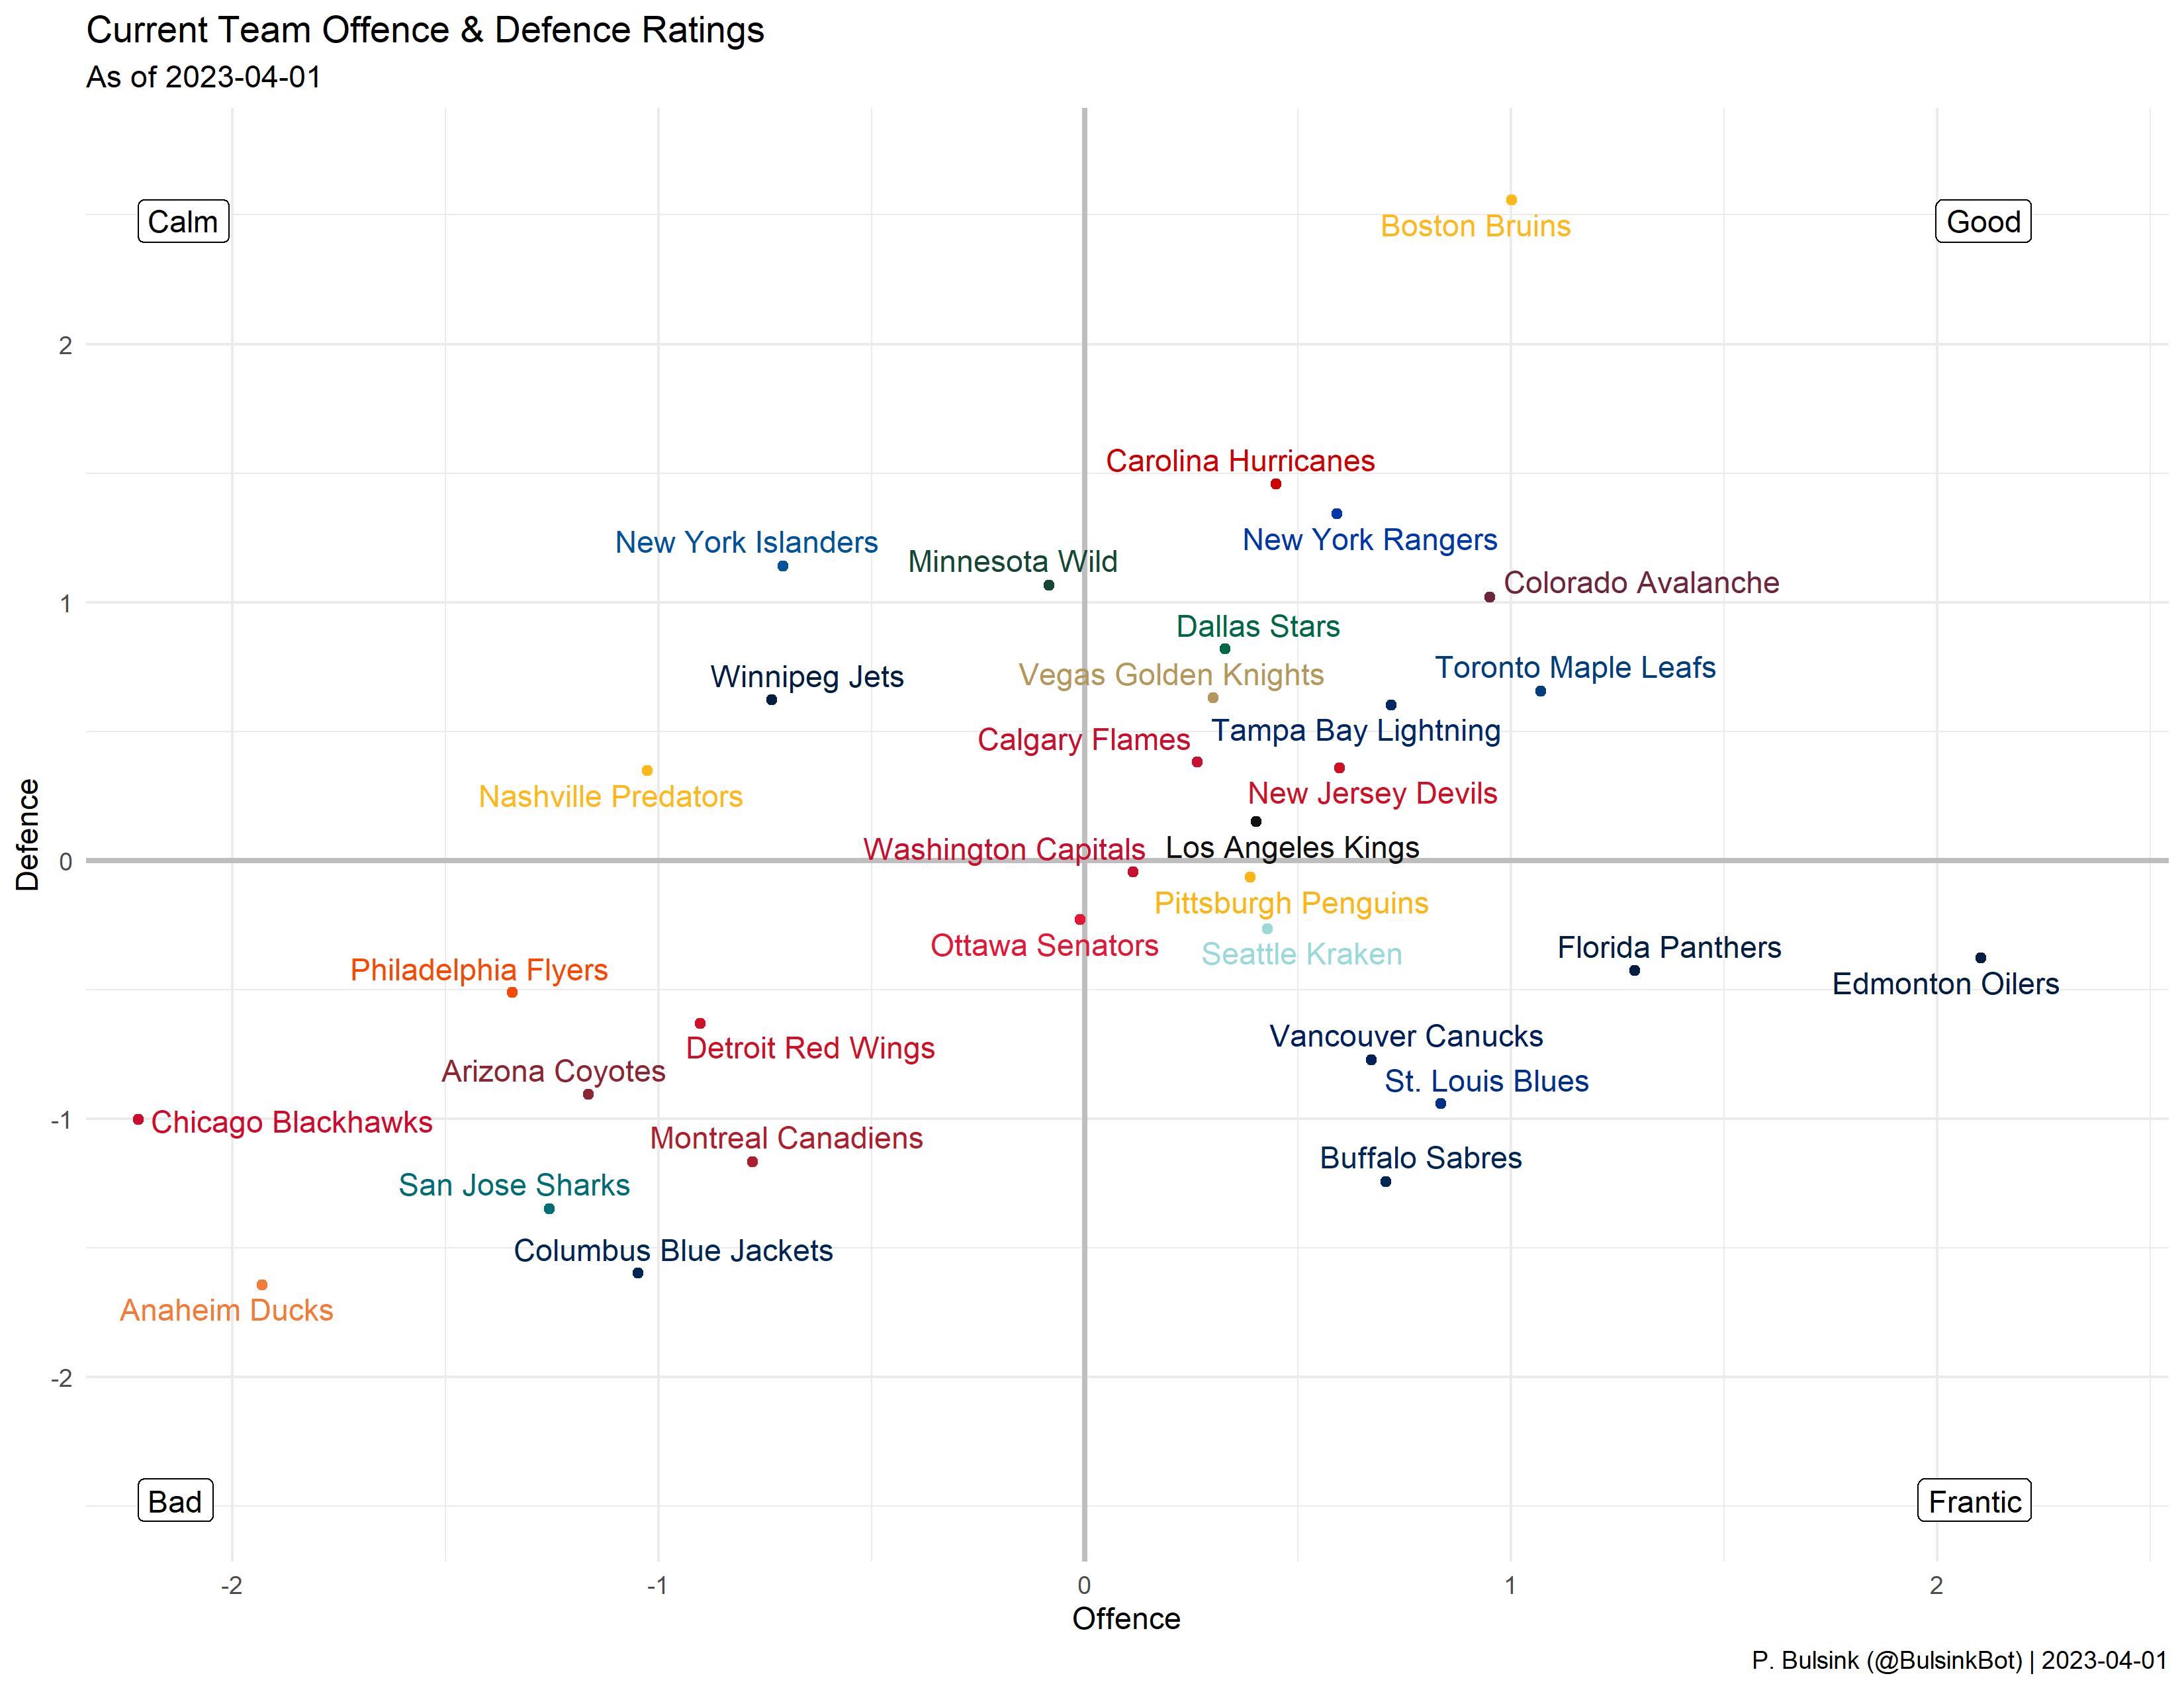 Current Team Offence & Defence Ratings
As of 2023-04-01
Calm
Good
Boston Bruins
2
Carolina Hurricanes
New York Rangers
New York Islanders
Minnesota Wild
Colorado Avalanche
1
Dallas Stars
Toronto Maple Leafs
Vegas Golden Knights
Winnipeg Jets
Tampa Bay Lightning
Calgary Flames
New Jersey Devils
Nashville Predators
Defence
Washington Capitals
Los Angeles Kings
0
Pittsburgh Penguins
Ottawa Senators
Seattle Kraken
Florida Panthers
Edmonton Oilers
Philadelphia Flyers
Vancouver Canucks
Detroit Red Wings
Arizona Coyotes
St. Louis Blues
-1
Chicago Blackhawks
Montreal Canadiens
Buffalo Sabres
San Jose Sharks
Columbus Blue Jackets
Anaheim Ducks
-2
Bad
Frantic
-2
-1
0
1
2
Offence
P. Bulsink (@BulsinkBot) | 2023-04-01